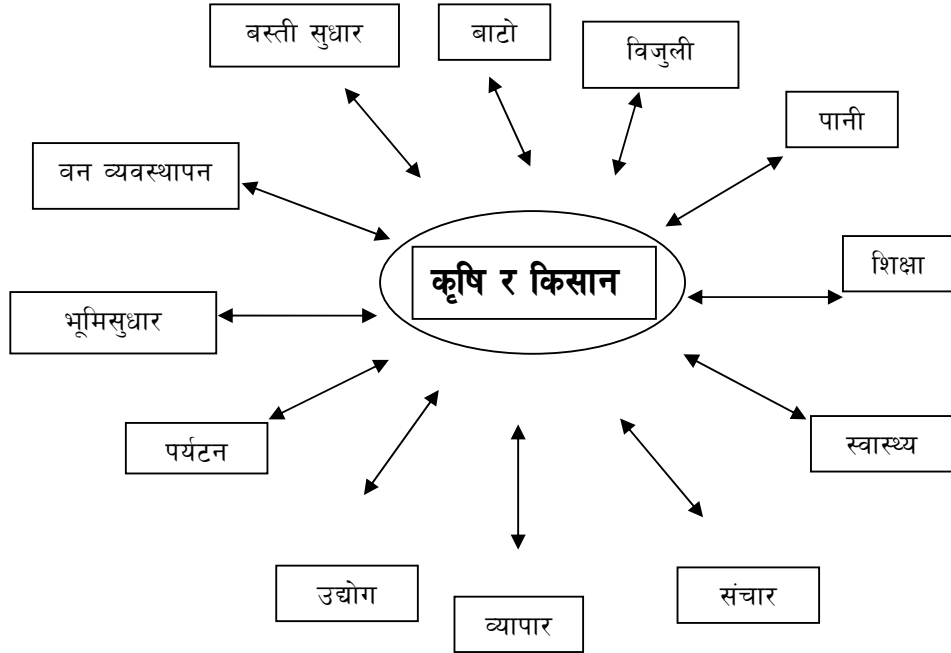 बस्ती सुधार
बाटो
विजुली
पानी
वन व्यवस्थापन
कृषि र किसान
शिक्षा
भूमिसुधार
पर्यटन
स्वास्थ्य
उद्योग
व्यापार
संचार